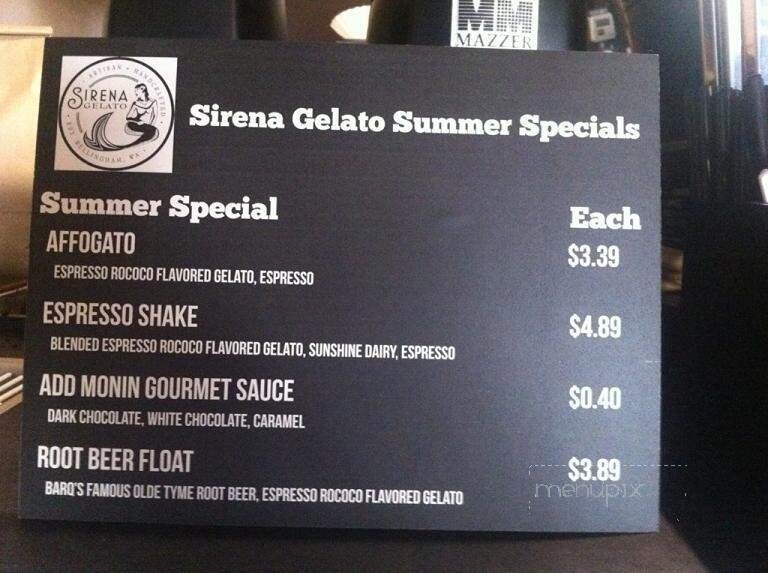 MAZZER
ARTISAN • HANDCRAFTED
SIRENA
GELATO
BELLINGHAM, WA
Sirena Gelato Summer Specials
Summer Special Each
AFFOGATO $3.39
ESPRESSO ROCOCO FLAVORED GELATO, ESPRESSO
ESPRESSO SHAKE $4.89
BLENDED ESPRESSO ROCOCO FLAVORED GELATO, SUNSHINE DAIRY, ESPRESSO
ADD MONIN GOURMET SAUCE $0.40
DARK CHOCOLATE, WHITE CHOCOLATE, CARAMEL
ROOT BEER FLOAT $3.89
BARQ'S FAMOUS OLDE TYME ROOT BEER, ESPRESSO ROCOCO FLAVORED GELATO
menupix